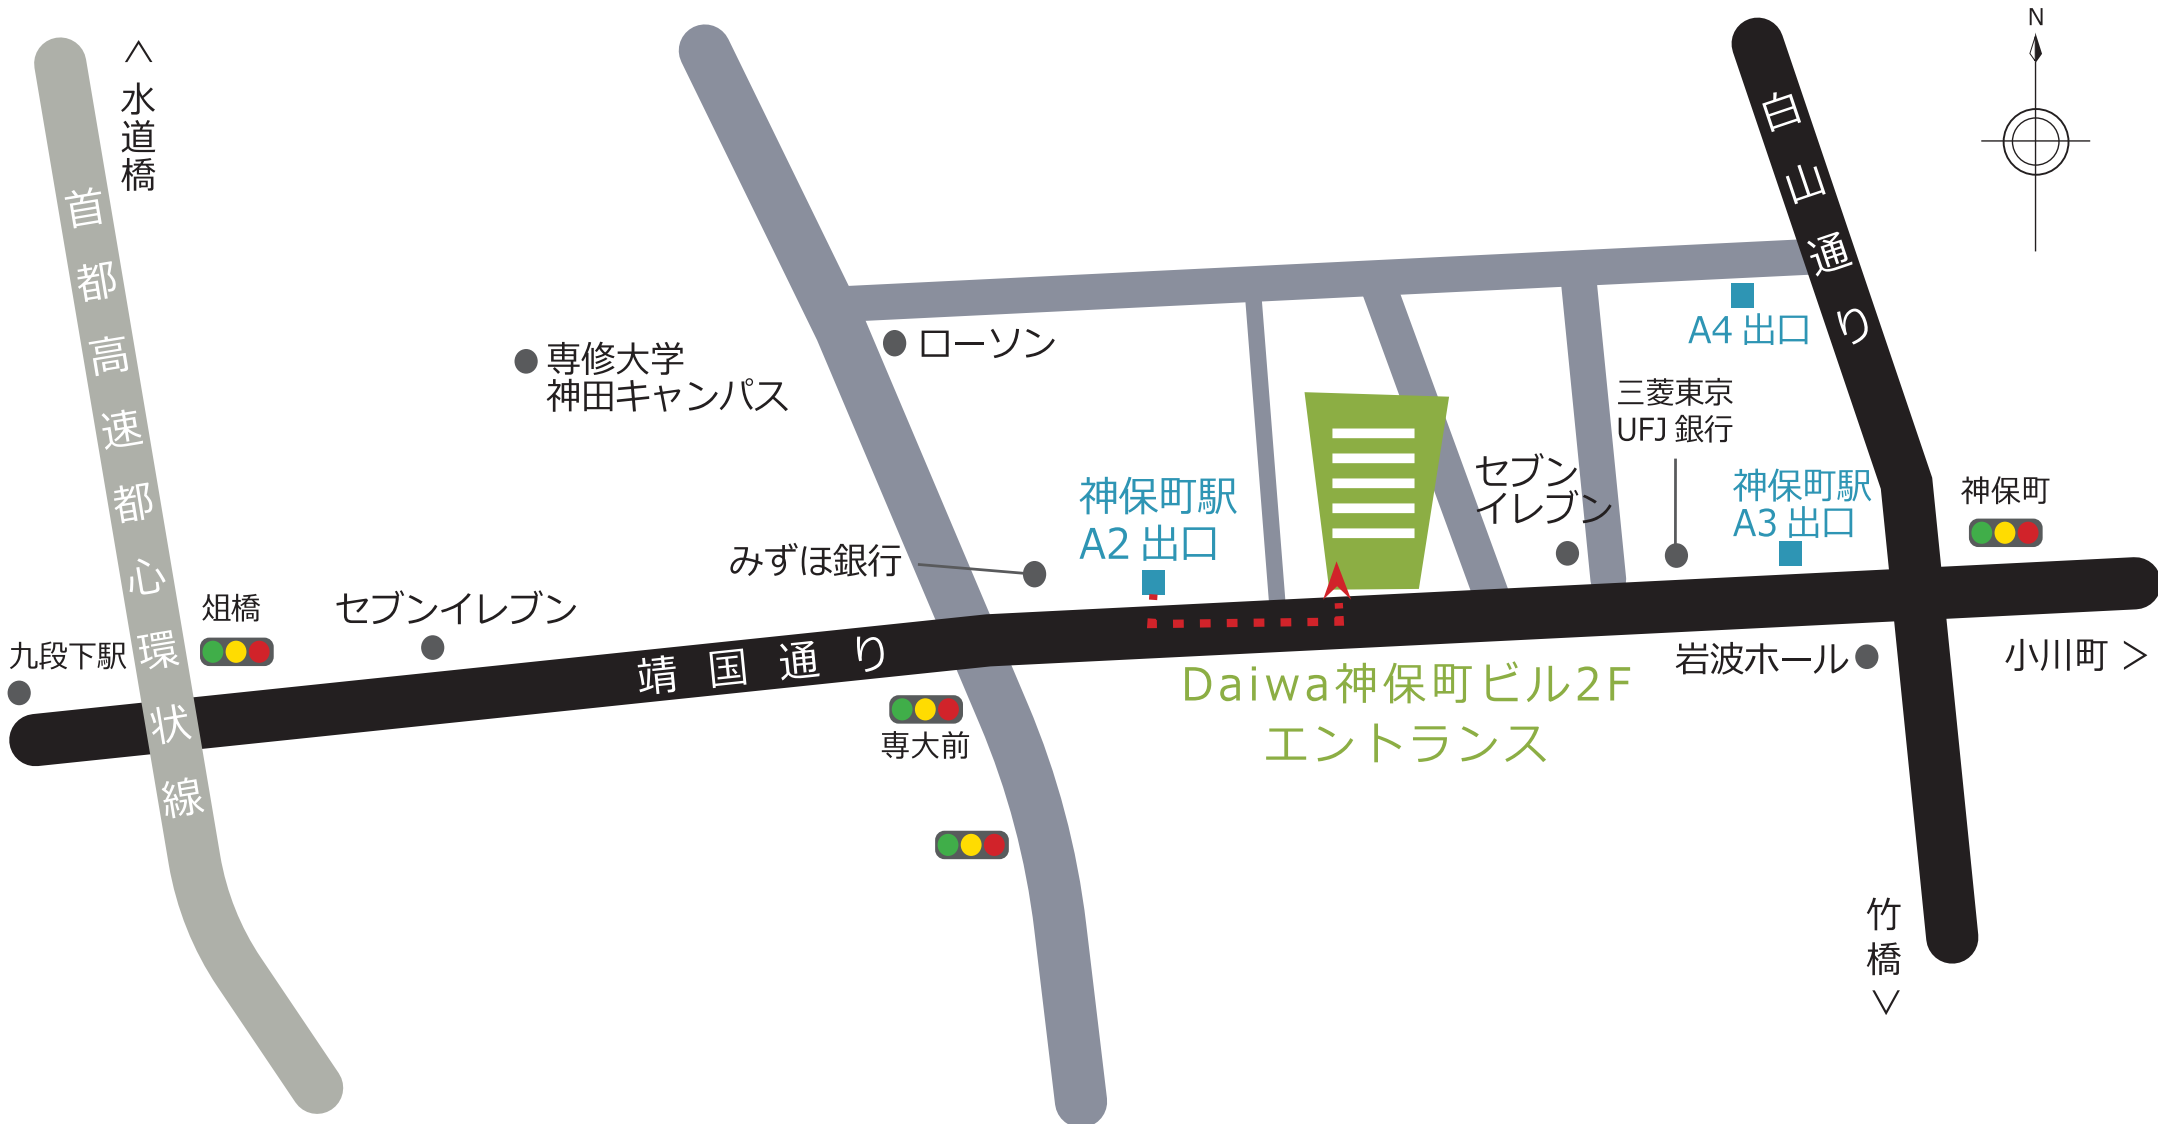 N
＜ 水道橋
首都高速都心環状線
白山通り
専修大学
神田キャンパス
ローソン
A4 出口
三菱東京
UFJ 銀行
セブン
イレブン
神保町駅
A2 出口
神保町駅
A3 出口
神保町
みずほ銀行
俎橋
セブンイレブン
九段下駅
靖国通り
岩波ホール
小川町 ＞
Daiwa神保町ビル2F
エントランス
専大前
竹橋 ＞